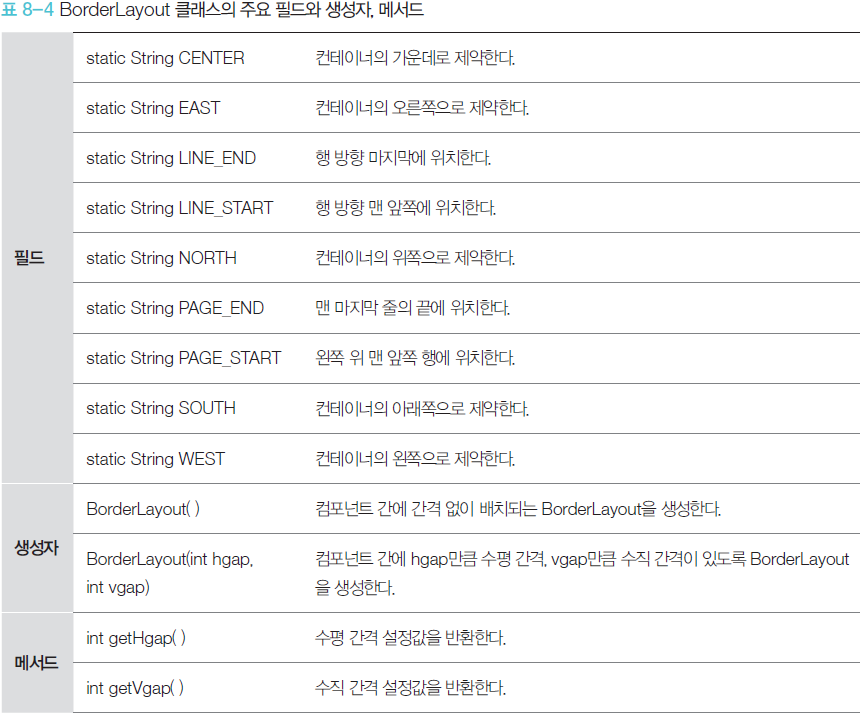 표 8-4 BorderLayout 클래스의 주요 필드와 생성자, 메서드
필드
static String CENTER 컨테이너의 가운데로 제약한다.
static String EAST 컨테이너의 오른쪽으로 제약한다.
static String LINE_END 행 방향 마지막에 위치한다.
static String LINE_START 행 방향 맨 앞쪽에 위치한다.
static String NORTH 컨테이너의 위쪽으로 제약한다.
static String PAGE_END 맨 마지막 줄의 끝에 위치한다.
static String PAGE_START 왼쪽 위 맨 앞쪽 행에 위치한다.
static String SOUTH 컨테이너의 아래쪽으로 제약한다.
static String WEST 컨테이너의 왼쪽으로 제약한다.
생성자
BorderLayout( ) 컴포넌트 간에 간격 없이 배치되는 BorderLayout을 생성한다.
BorderLayout(int hgap, 컴포넌트 간에 hgap만큼 수평 간격, vgap만큼 수직 간격이 있도록 BorderLayout
int vgap) 을 생성한다.
메서드
int getHgap( ) 수평 간격 설정값을 반환한다.
int getVgap( ) 수직 간격 설정값을 반환한다.